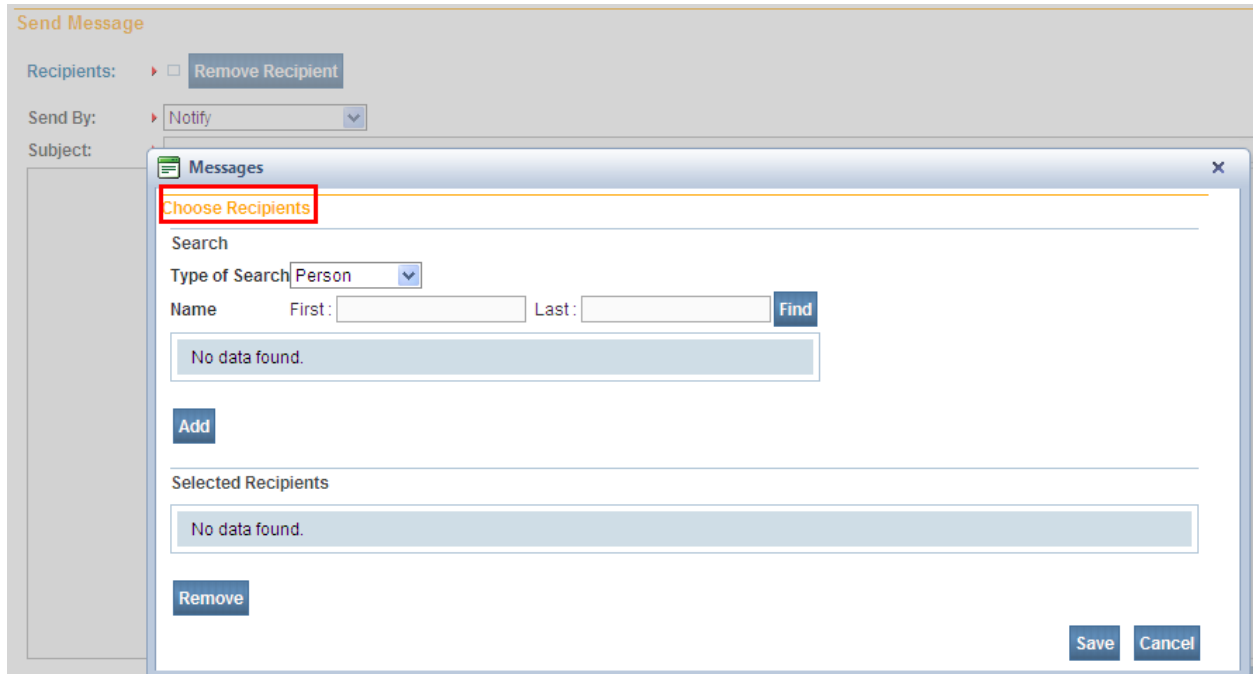 Send Message
Recipients: Remove Recipient
Send By: Notify
Subject:
Messages
Choose Recipients
Search
Type of Search Person
Name First : Last : Find
No data found.
Add
Selected Recipients
No data found.
Remove
Save Cancel